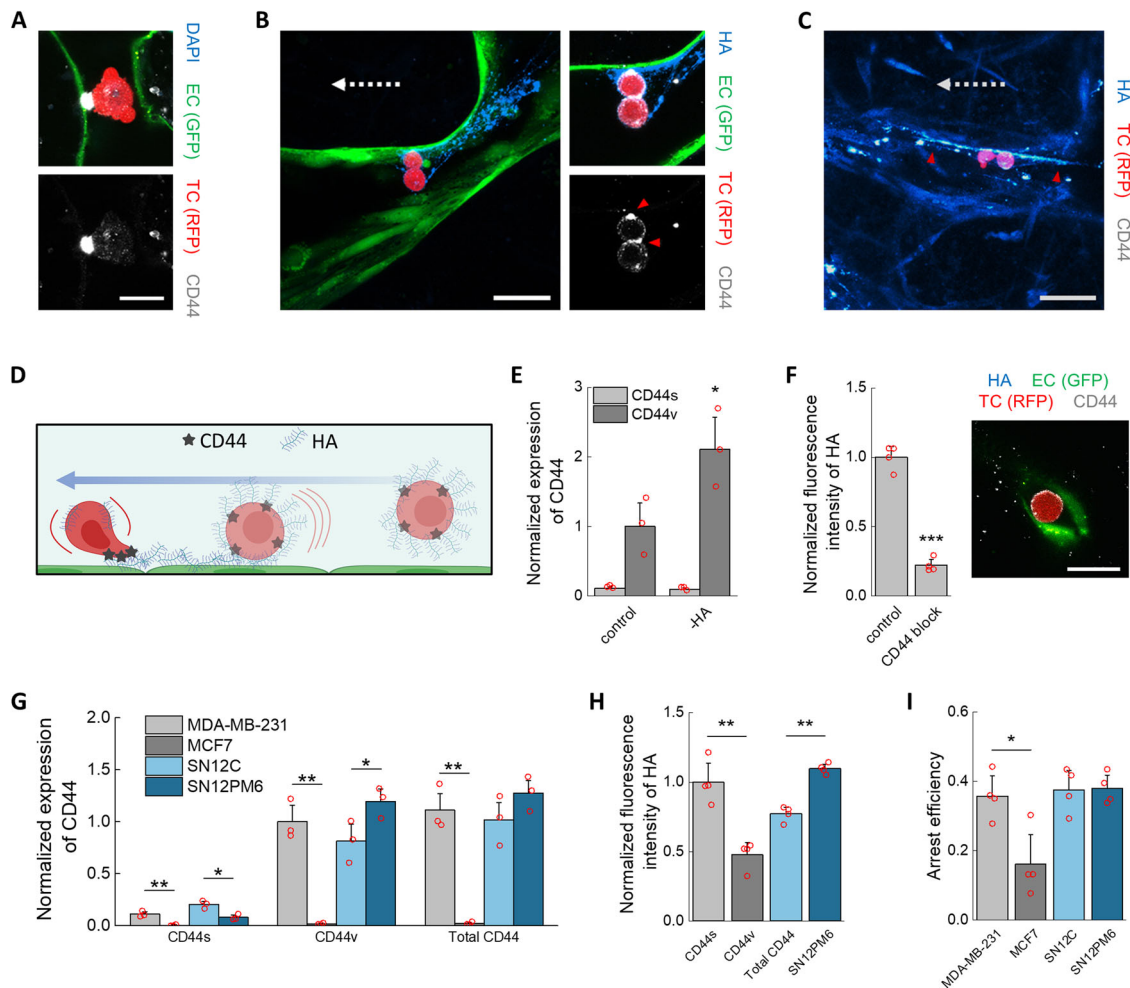 A
DAPI EC (GFP)
TC (RFP) CD44
B
HA EC (GFP)
TC (RFP) CD44
C
HA TC (RFP) CD44
D
CD44 HA
E
Normalized expression
of CD44
3
2
1
0
CD44s
CD44v
*
control
-HA
F
Normalized fluorescence
intensity of HA
1.5
1.0
0.5
0.0
***
control
CD44 block
HA EC (GFP)
TC (RFP) CD44
G
Normalized expression
of CD44
2.0
1.5
1.0
0.5
0.0
MDA-MB-231
MCF7
SN12C
SN12PM6
** *
** *
**
CD44s CD44v Total CD44
H
Normalized fluorescence
intensity of HA
1.5
1.0
0.5
0.0
** **
CD44s
CD44v
Total CD44
SN12PM6
I
Arrest efficiency
0.6
0.4
0.2
0.0
*
MDA-MB-231
MCF7
SN12C
SN12PM6